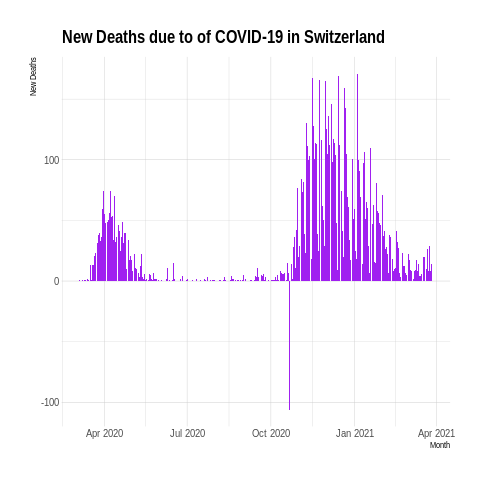 New Deaths due to of COVID-19 in Switzerland
New Deaths
100
0
-100
Apr 2020
Jul 2020
Oct 2020
Jan 2021
Apr 2021
Month